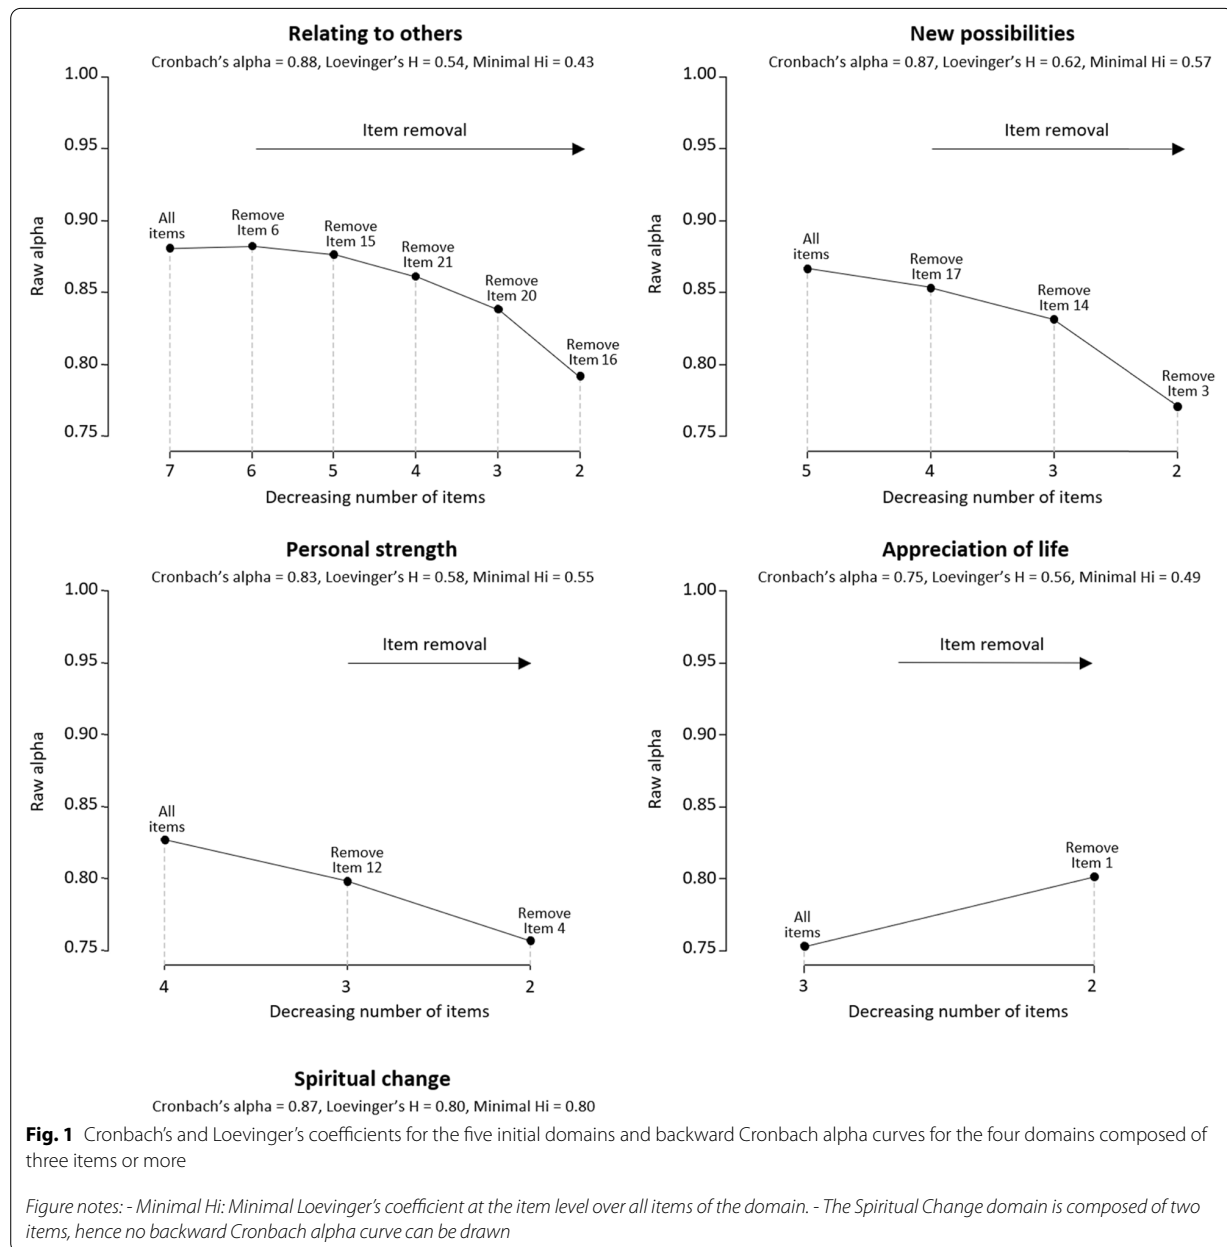 Relating to others
Cronbach's alpha = 0.88, Loevinger's H = 0.54, Minimal Hi = 0.43
1.00
0.95
0.90
0.85
0.80
0.75
Raw alpha
Item removal
All
items
Remove
Item 6
Remove
Item 15
Remove
Item 21
Remove
Item 20
Remove
Item 16
7
6
5
4
3
2
Decreasing number of items
New possibilities
Cronbach's alpha = 0.87, Loevinger's H = 0.62, Minimal Hi = 0.57
1.00
0.95
0.90
0.85
0.80
0.75
Raw alpha
Item removal
All
items
Remove
Item 17
Remove
Item 14
Remove
Item 3
5
4
3
2
Decreasing number of items
Personal strength
Cronbach's alpha = 0.83, Loevinger's H = 0.58, Minimal Hi = 0.55
1.00
0.95
0.90
0.85
0.80
0.75
Raw alpha
Item removal
All
items
Remove
Item 12
Remove
Item 4
4
3
2
Decreasing number of items
Appreciation of life
Cronbach's alpha = 0.75, Loevinger's H = 0.56, Minimal Hi = 0.49
1.00
0.95
0.90
0.85
0.80
0.75
Raw alpha
Item removal
All
items
Remove
Item 1
3
2
Decreasing number of items
Spiritual change
Cronbach's alpha = 0.87, Loevinger's H = 0.80, Minimal Hi = 0.80
Fig. 1 Cronbach's and Loevinger's coefficients for the five initial domains and backward Cronbach alpha curves for the four domains composed of
three items or more
Figure notes: - Minimal Hi: Minimal Loevinger's coefficient at the item level over all items of the domain. - The Spiritual Change domain is composed of two
items, hence no backward Cronbach alpha curve can be drawn